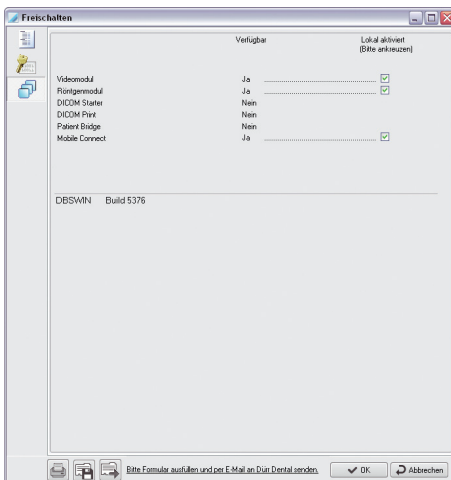 Freischalten
Verfügbar Lokal aktiviert
(Bitte ankreuzen)
Videomodul Ja
Röntgenmodul Ja
DICOM Starter Nein
DICOM Print Nein
Patient Bridge Nein
Mobile Connect Ja
DBSWIN Build 5376
Bitte Formular ausfüllen und per E-Mail an Dürr Dental senden. OK Abbrechen